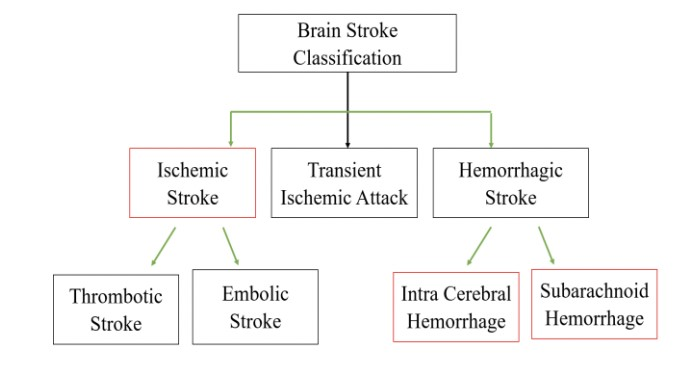 Brain Stroke
Classification
Ischemic
Stroke
Transient
Ischemic Attack
Hemorrhagic
Stroke
Thrombotic
Stroke
Embolic
Stroke
Intra Cerebral
Hemorrhage
Subarachnoid
Hemorrhage